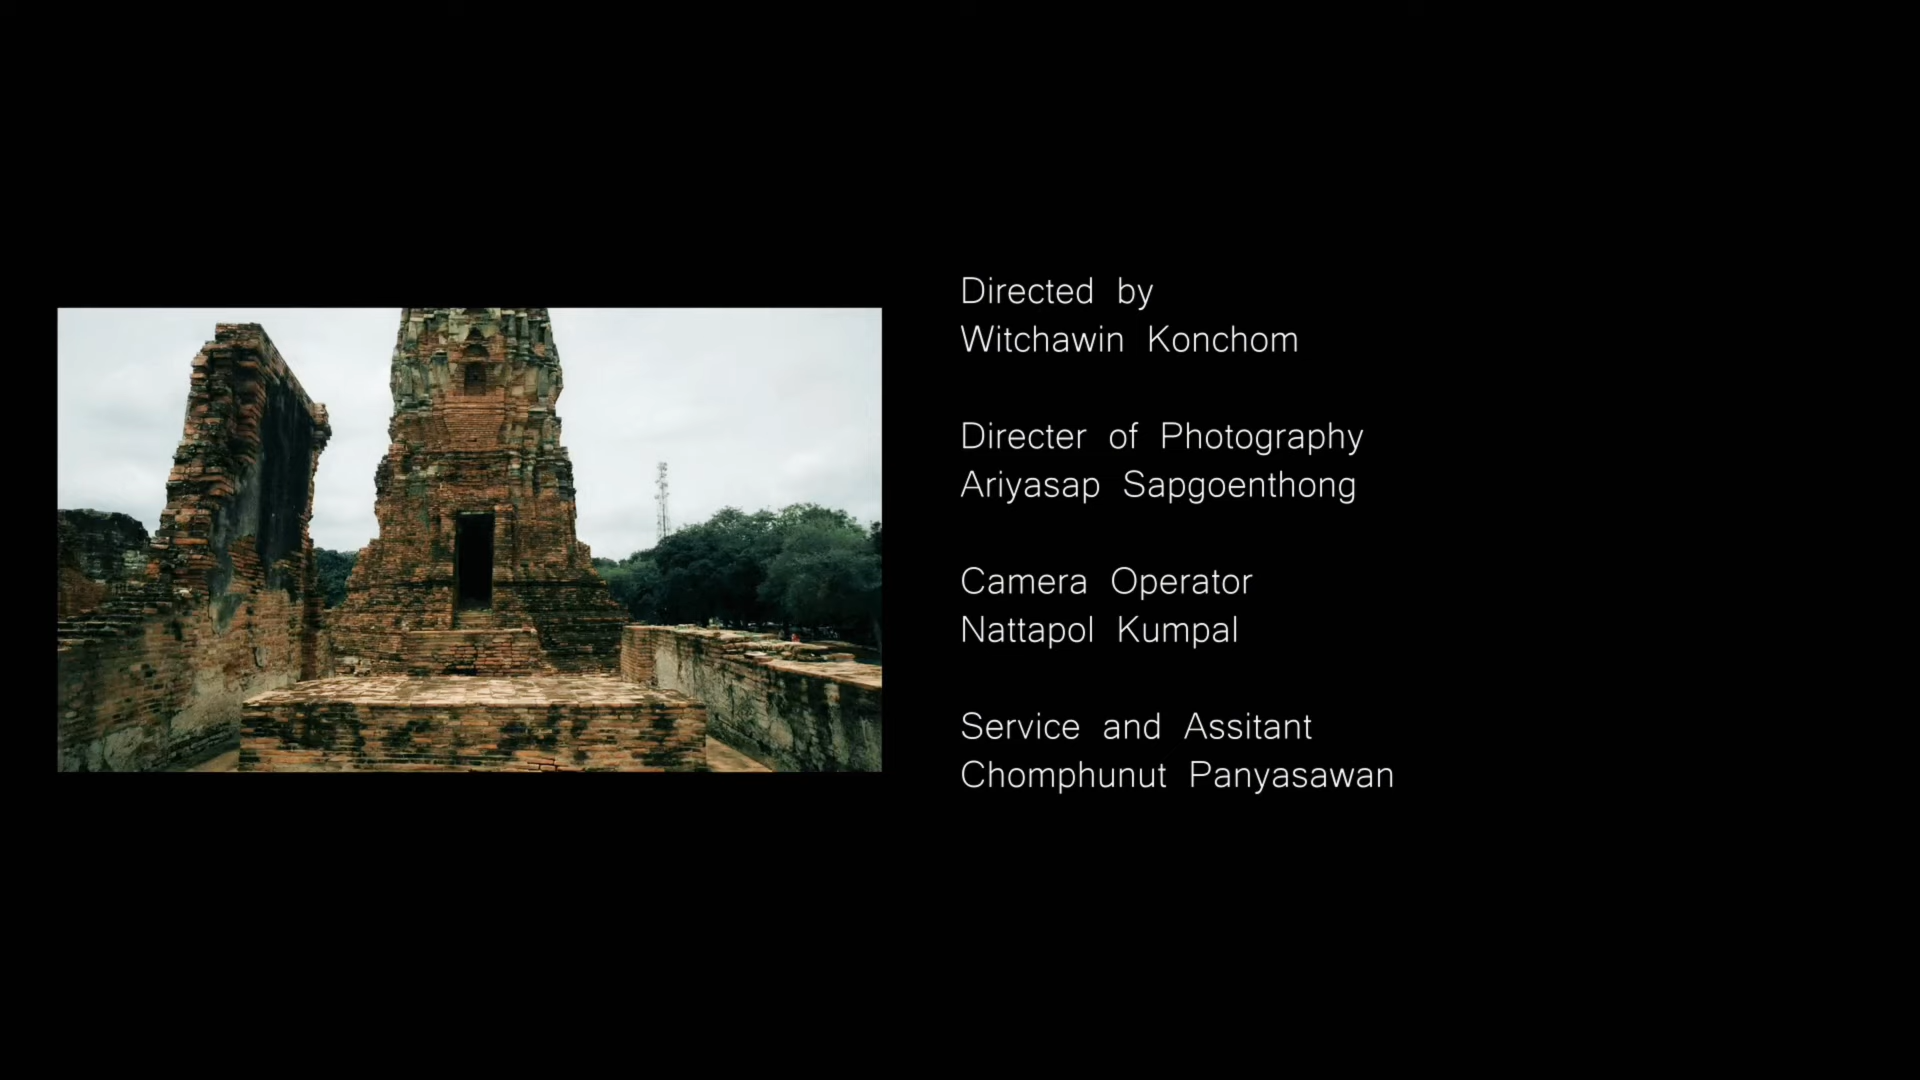 Directed by
Witchawin Konchom
Directer of Photography
Ariyasap Sapgoenthong
Camera Operator
Nattapol Kumpal
Service and Assitant
Chomphunut Panyasawan